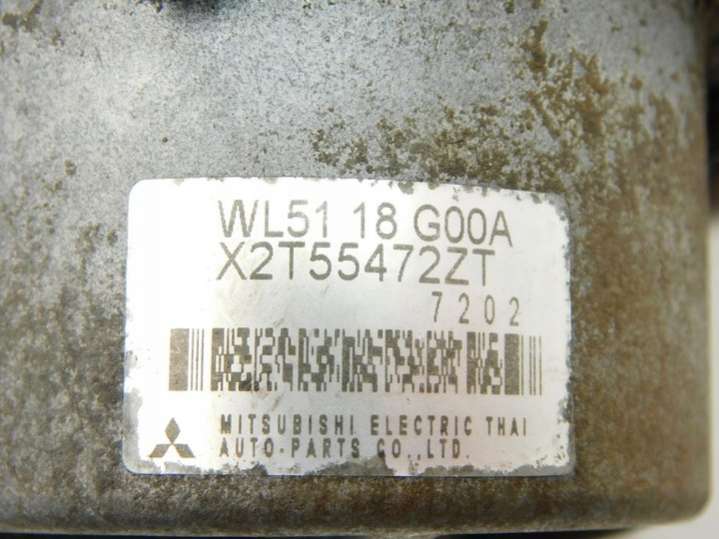 WL51 18 G00A
X2T55472ZT
7202
MITSUBISHI ELECTRIC THAI
AUTO-PARTS CO.,LTD.